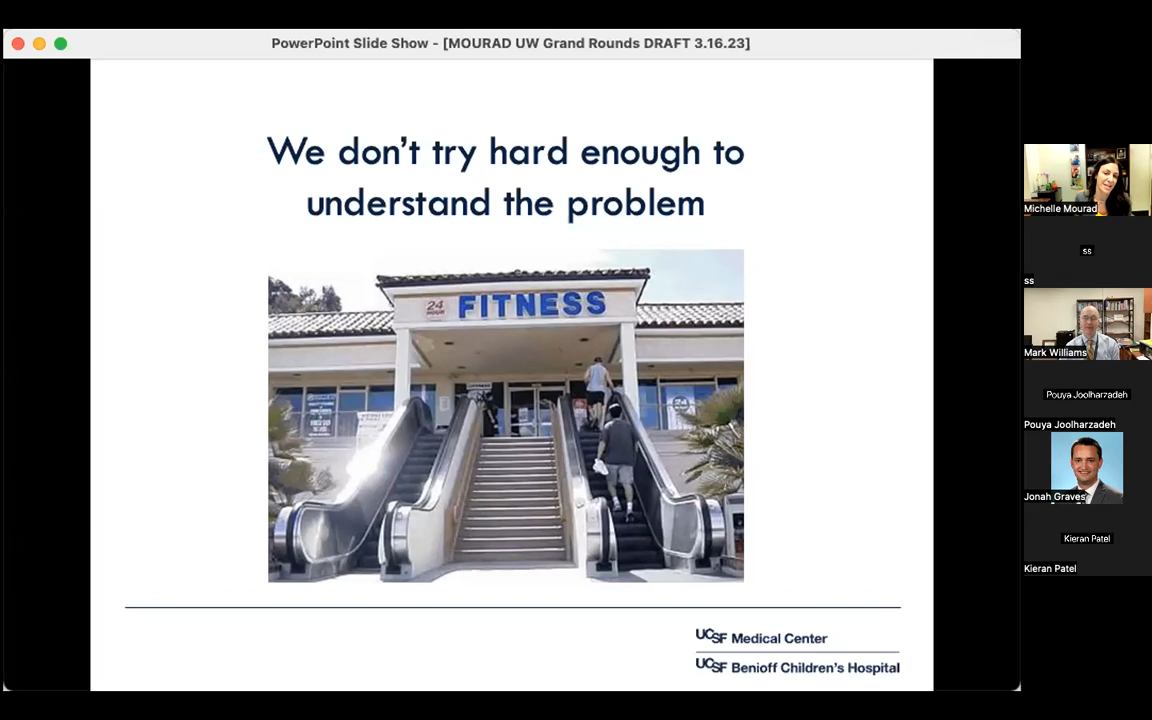 PowerPoint Slide Show - [MOURAD UW Grand Rounds DRAFT 3.16.23]
We don't try hard enough to
understand the problem
24
HOUR
FITNESS
UCSF Medical Center
UCSF Benioff Children's Hospital
Michelle Mourad
ss
ss
Mark Williams
Pouya Joolharzadeh
Pouya Joolharzadeh
Jonah Graves
Kieran Patel
Kieran Patel